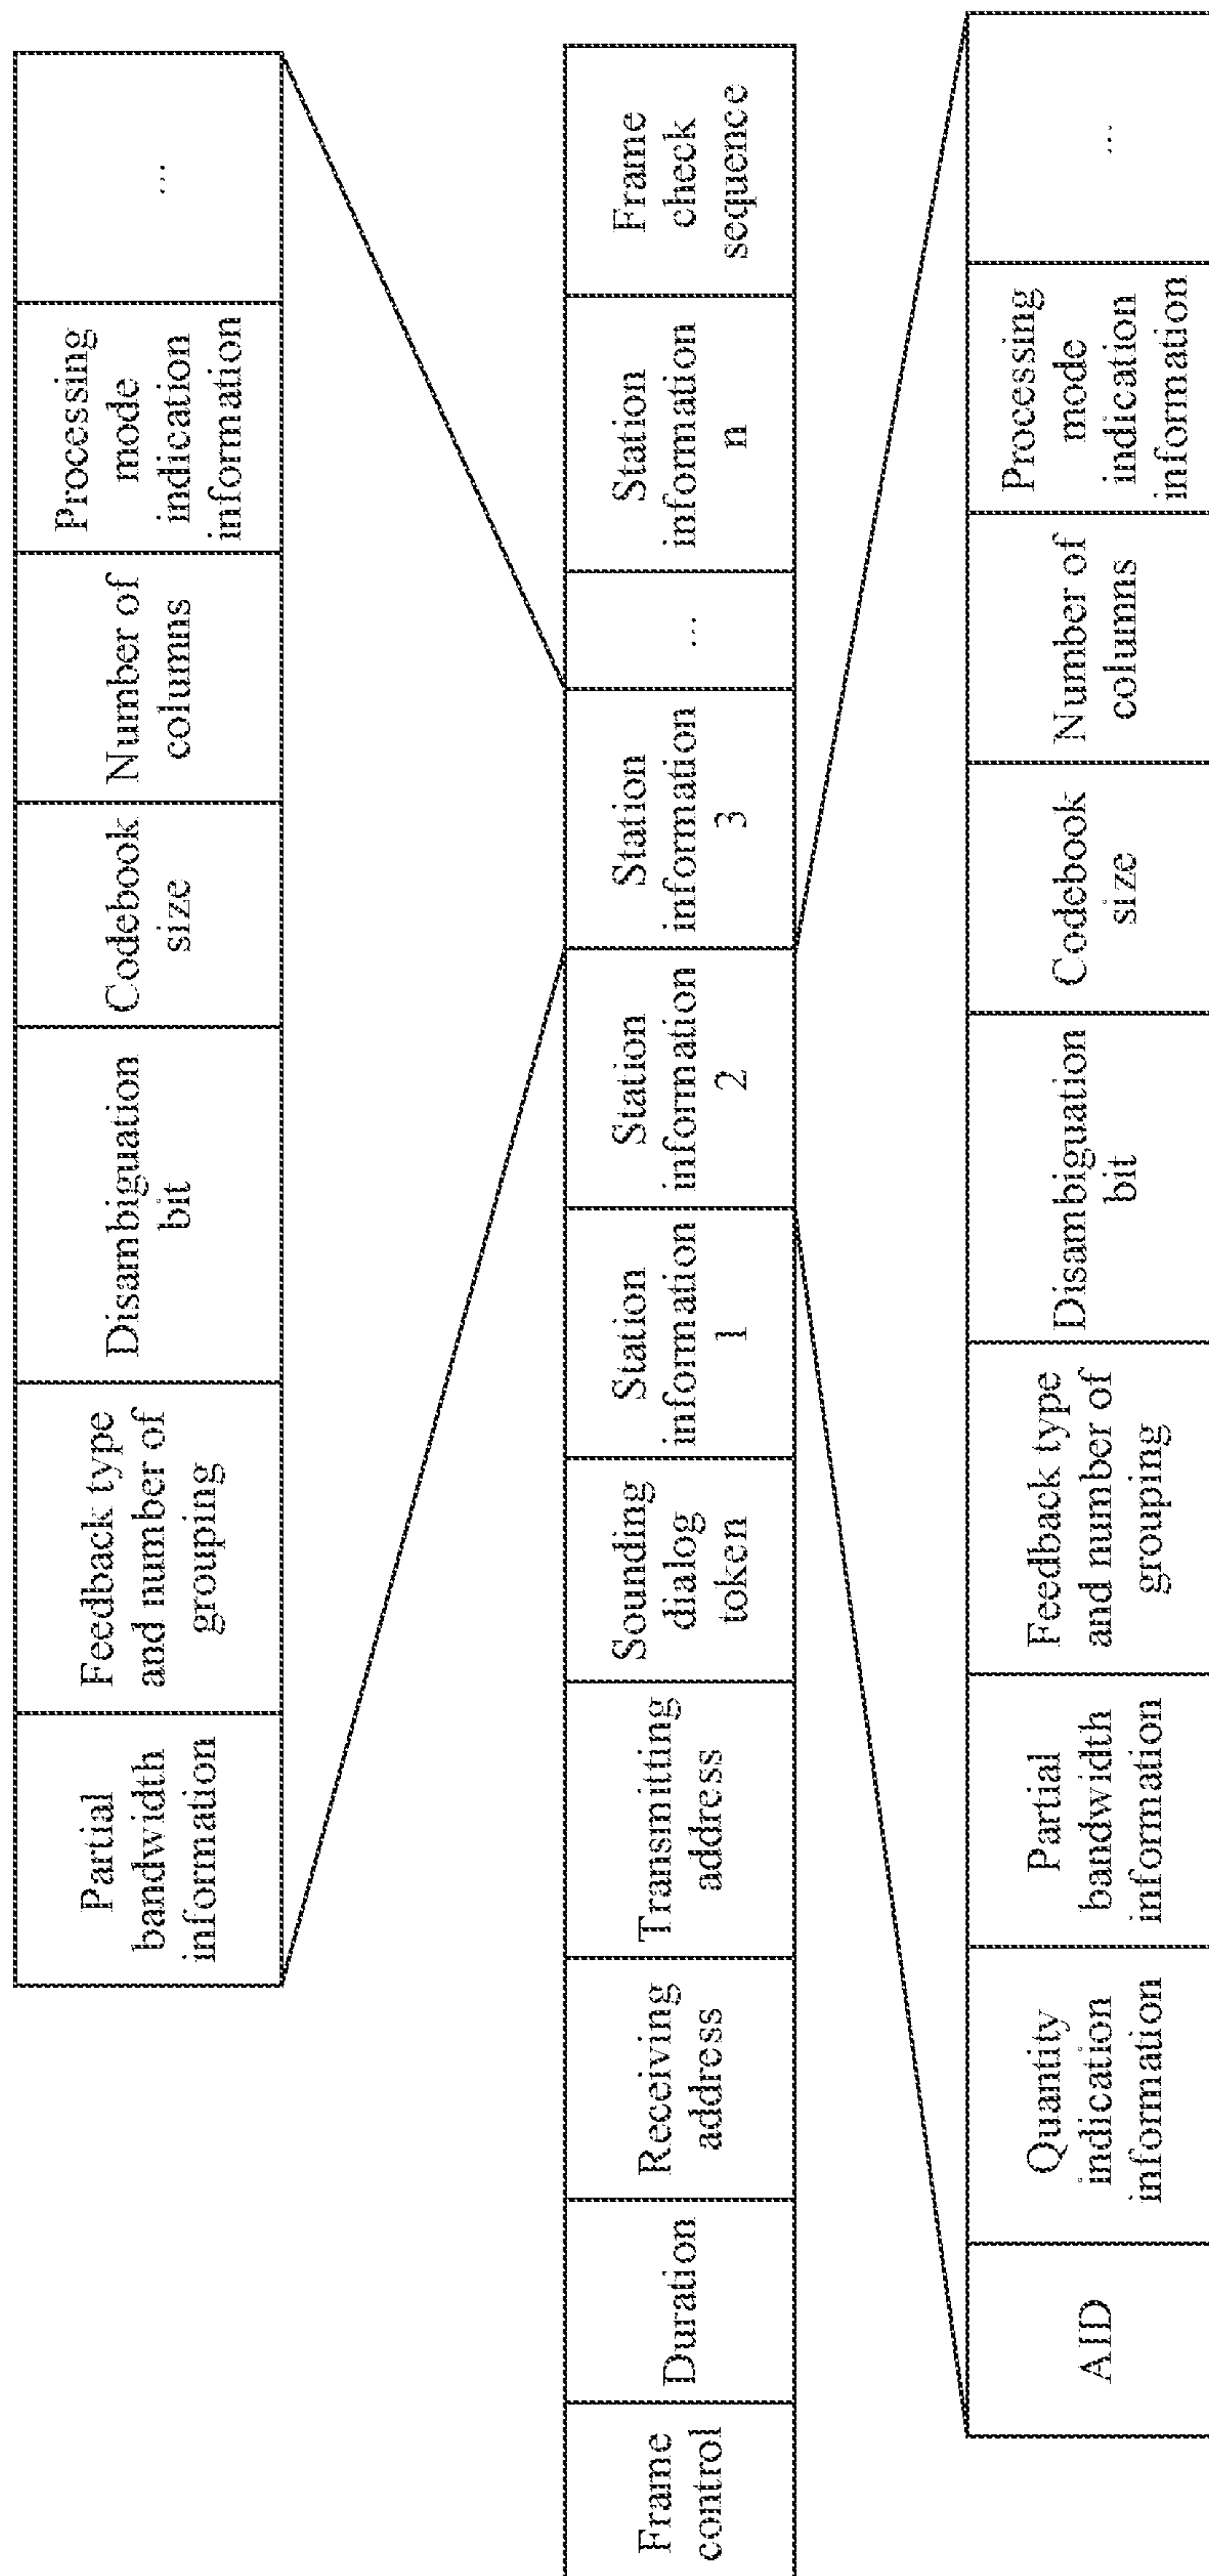 Partial
bandwidth
information
Feedback type
and number of
grouping
Disambiguation
bit
Codebook
size
Number of
columns
Processing
mode
indication
information
...
Frame
control
Duration
Receiving
address
Transmitting
address
Sounding
dialog
token
Station
information
1
Station
information
2
Station
information
3
...
Station
information
n
Frame
check
sequence
AID
Quantity
indication
information
Partial
bandwidth
information
Feedback type
and number of
grouping
Disambiguation
bit
Codebook
size
Number of
columns
Processing
mode
indication
information
...